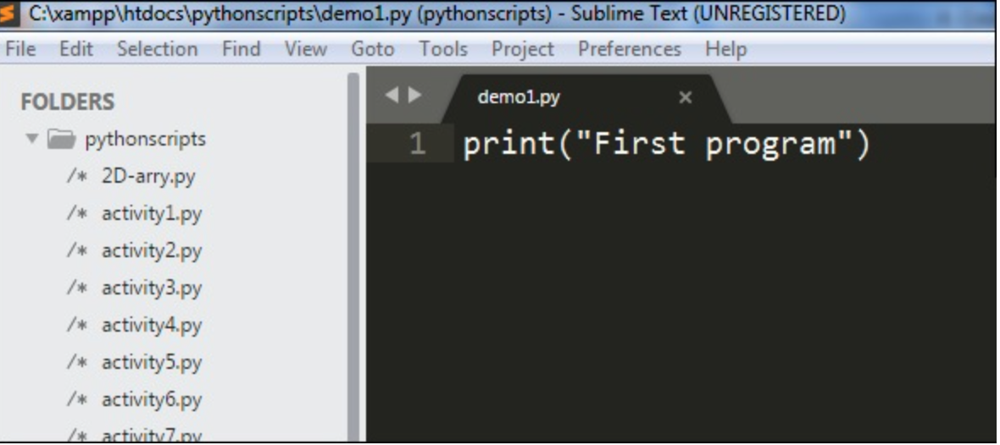 C:\xampp\htdocs\pythonscripts\demo1.py (pythonscripts) - Sublime Text (UNREGISTERED)
File Edit Selection Find View Goto Tools Project Preferences Help
FOLDERS
pythonscripts
/* 2D-arry.py
/* activity1.py
/* activity2.py
/* activity3.py
/* activity4.py
/* activity5.py
/* activity6.py
/* activity7.py
demo1.py ×
1 print("First program")